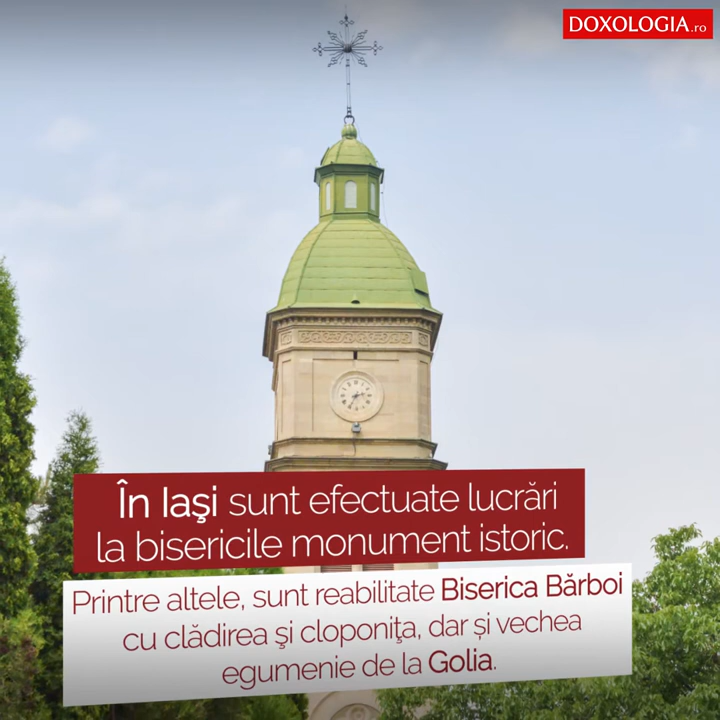 DOXOLOGIA.ro
În Iaşi sunt efectuate lucrări
la bisericile monument istoric.
Printre altele, sunt reabilitate Biserica Bărboi
cu clădirea şi cloponiţa, dar și vechea
egumenie de la Golia.